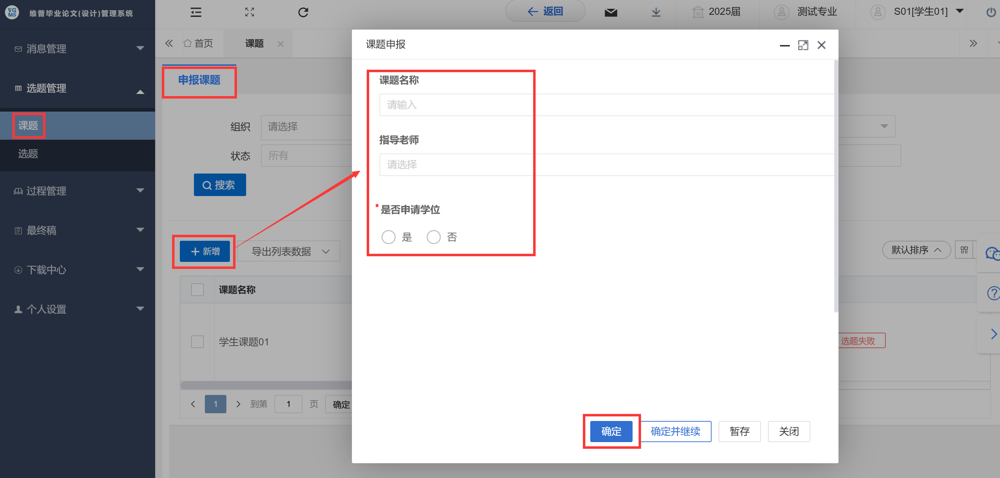 VG
MS
维普毕业论文(设计)管理系统
返回
2025届
测试专业
S01[学生01]
消息管理
选题管理
课题
选题
过程管理
最终稿
下载中心
个人设置
首页
课题
申报课题
组织
请选择
状态
所有
搜索
新增
导出列表数据
默认排序
课题名称
学生课题01
选题失败
1
到第
1
页
确定
课题申报
课题名称
请输入
指导老师
请选择
*是否申请学位
是
否
确定
确定并继续
暂存
关闭